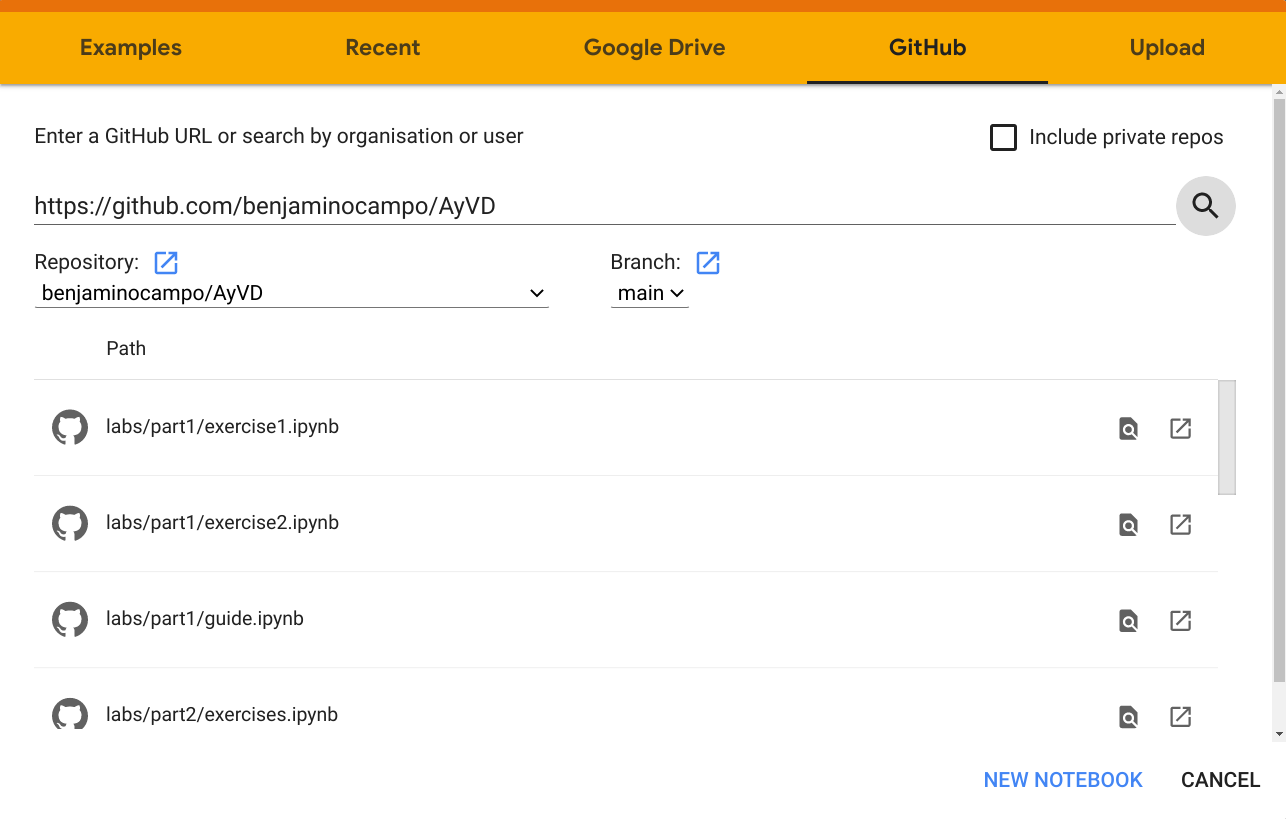 Examples Recent Google Drive GitHub Upload
Enter a GitHub URL or search by organisation or user
Include private repos
https://github.com/benjaminocampo/AyVD
Repository: Branch:
benjaminocampo/AyVD main
Path
labs/part1/exercise1.ipynb
labs/part1/exercise2.ipynb
labs/part1/guide.ipynb
labs/part2/exercises.ipynb
NEW NOTEBOOK CANCEL